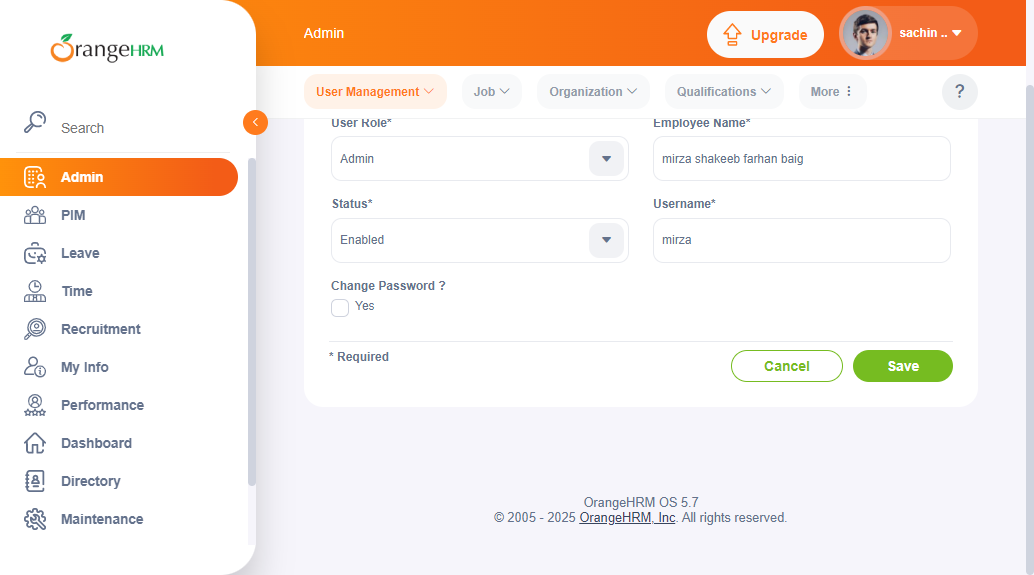 OrangeHRM
Search
Admin
PIM
Leave
Time
Recruitment
My Info
Performance
Dashboard
Directory
Maintenance
Admin
Upgrade
sachin ..
User Management
Job
Organization
Qualifications
More
?
User Role*
Employee Name*
Admin
mirza shakeeb farhan baig
Status*
Username*
Enabled
mirza
Change Password ?
Yes
* Required
Cancel
Save
OrangeHRM OS 5.7
© 2005 - 2025 OrangeHRM, Inc. All rights reserved.